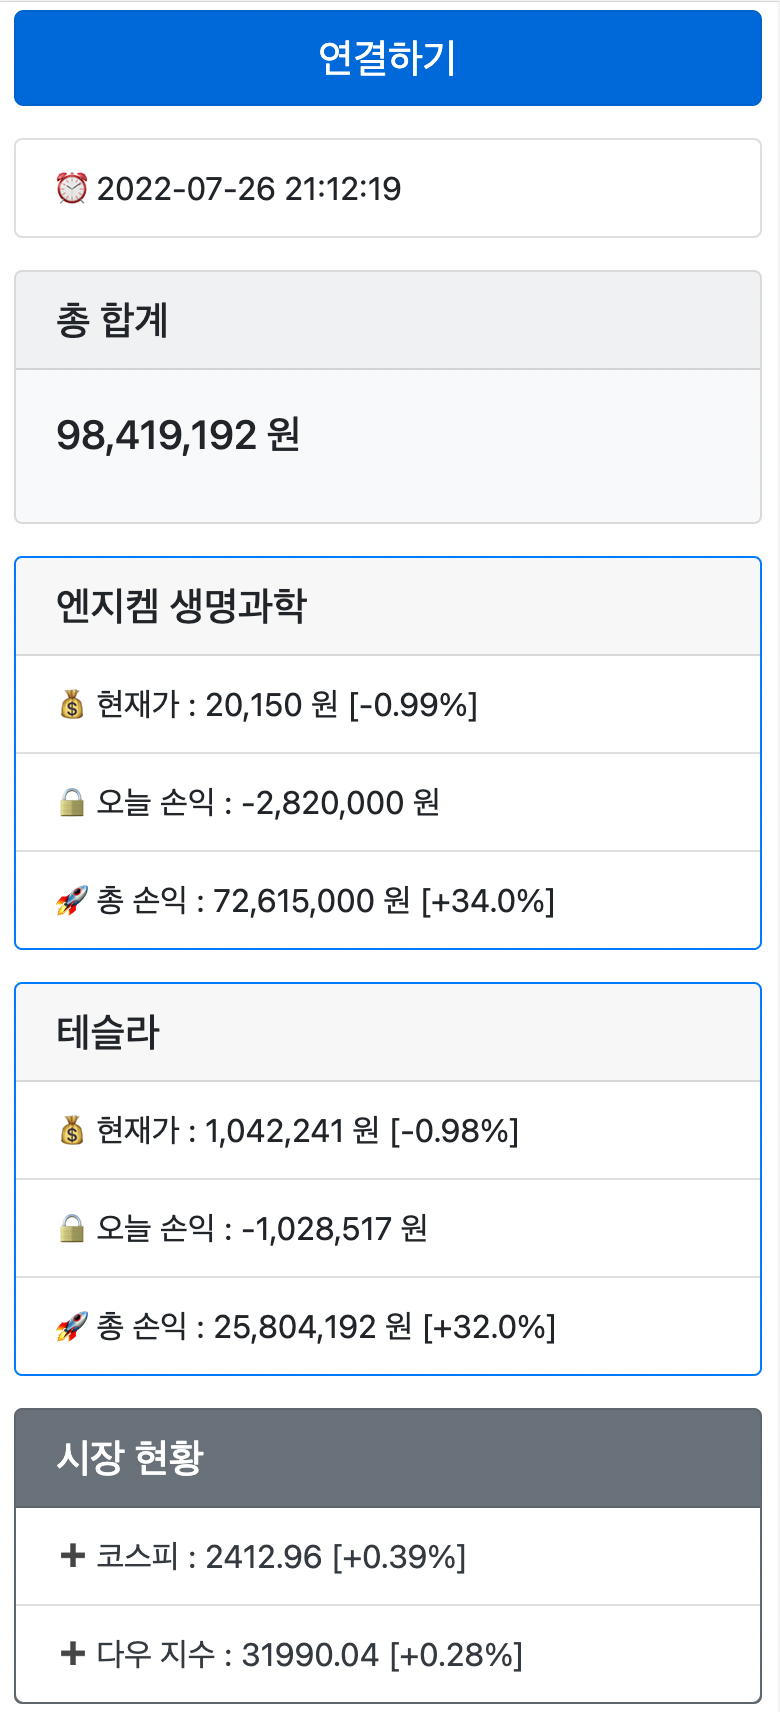 연결하기
⏰ 2022-07-26 21:12:19
총 합계
98,419,192 원
엔지켐 생명과학
💰 현재가 : 20,150 원 [-0.99%]
🔒 오늘 손익 : -2,820,000 원
🚀 총 손익 : 72,615,000 원 [+34.0%]
테슬라
💰 현재가 : 1,042,241 원 [-0.98%]
🔒 오늘 손익 : -1,028,517 원
🚀 총 손익 : 25,804,192 원 [+32.0%]
시장 현황
➕ 코스피 : 2412.96 [+0.39%]
➕ 다우 지수 : 31990.04 [+0.28%]